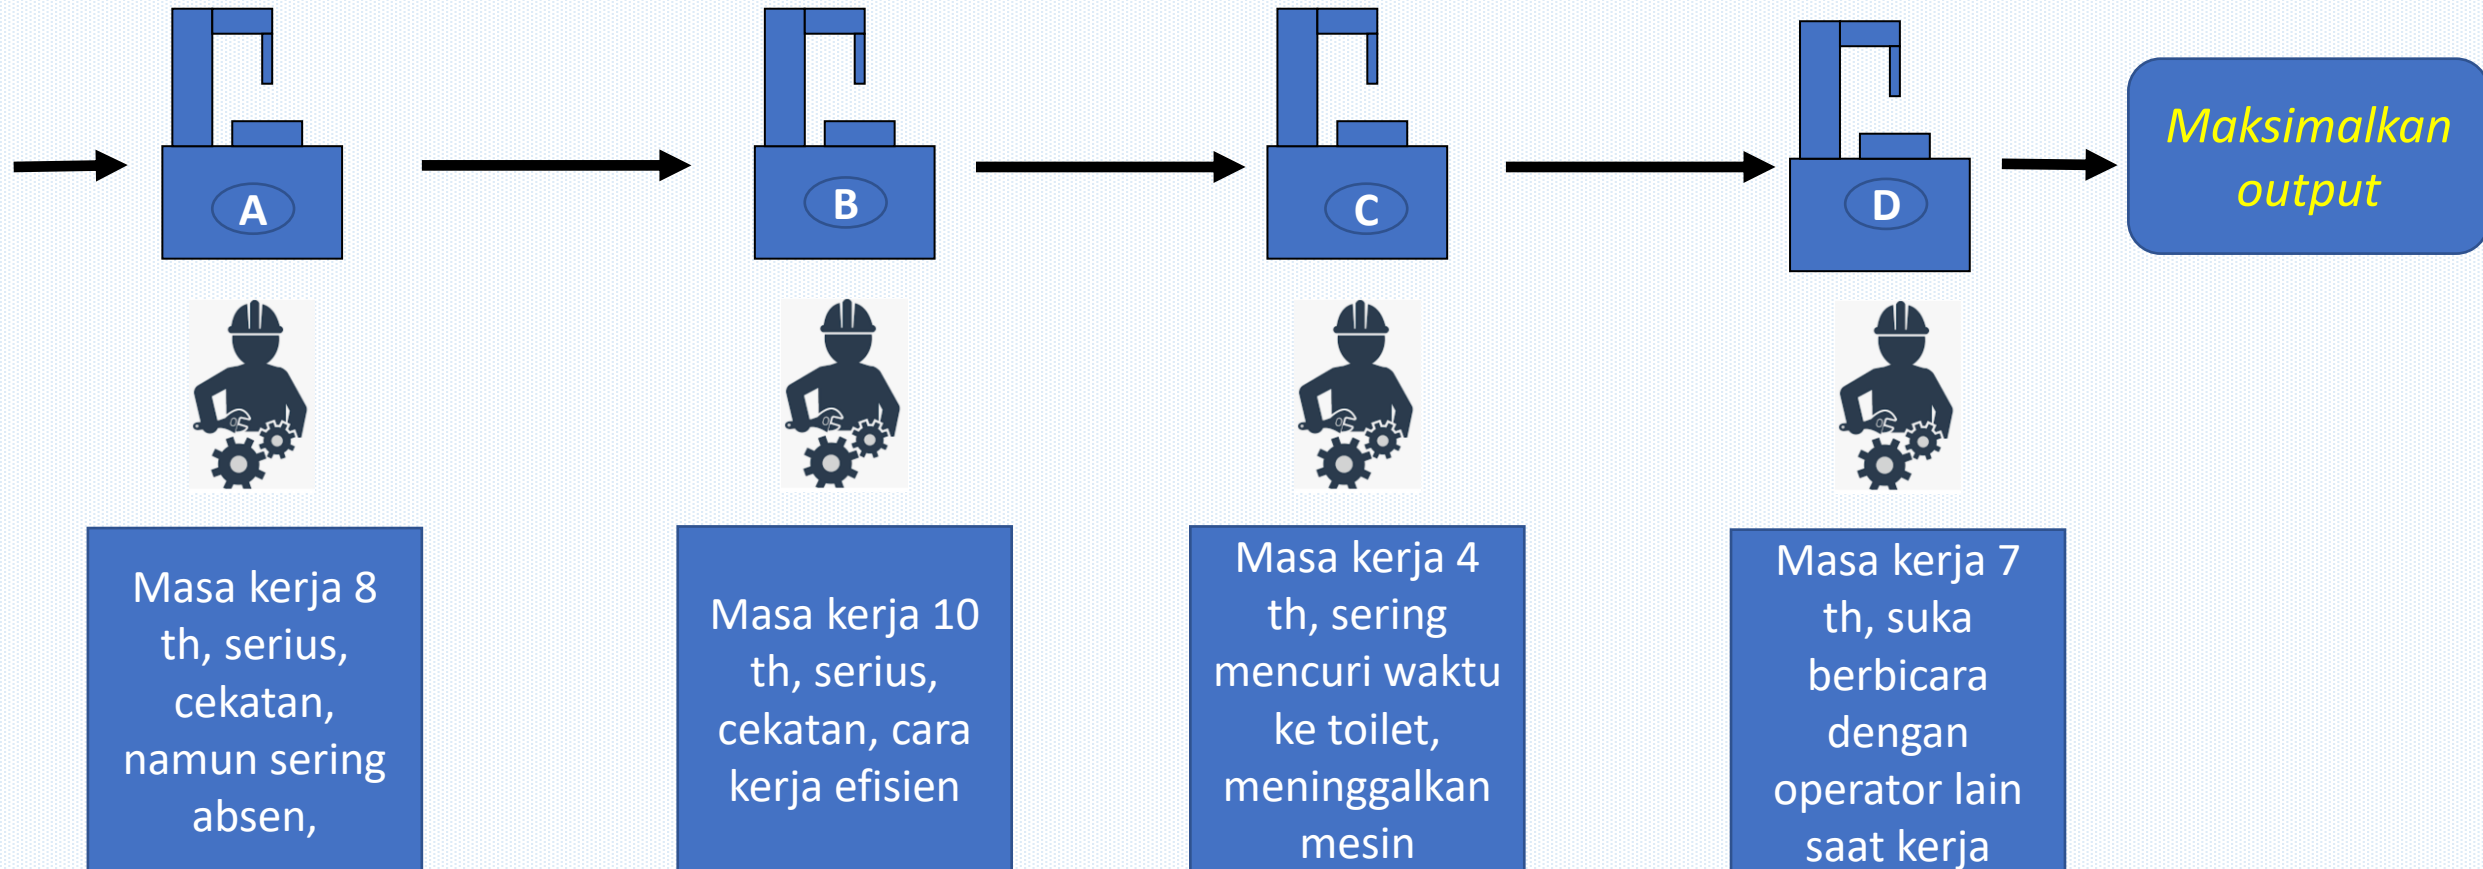 A
B
C
D
Maksimalkan
output
Masa kerja 8
th, serius,
cekatan,
namun sering
absen,
Masa kerja 10
th, serius,
cekatan, cara
kerja efisien
Masa kerja 4
th, sering
mencuri waktu
ke toilet,
meninggalkan
mesin
Masa kerja 7
th, suka
berbicara
dengan
operator lain
saat kerja